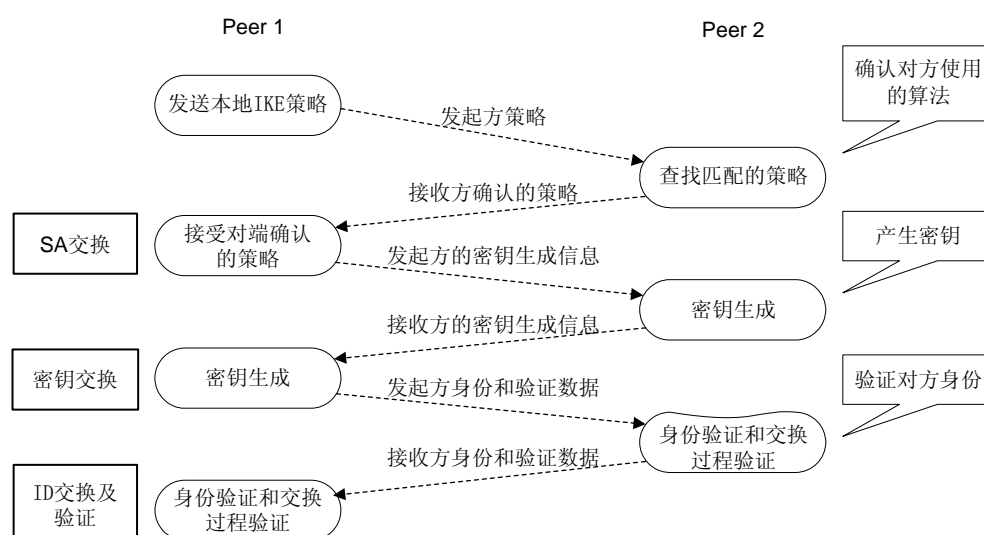 Peer 1
Peer 2
确认对方使用
的算法
发送本地IKE策略
发起方策略
查找匹配的策略
接收方确认的策略
SA交换
接受对端确认
的策略
发起方的密钥生成信息
产生密钥
密钥生成
接收方的密钥生成信息
密钥交换
密钥生成
发起方身份和验证数据
验证对方身份
身份验证和交换
过程验证
接收方身份和验证数据
ID交换及
验证
身份验证和交换
过程验证